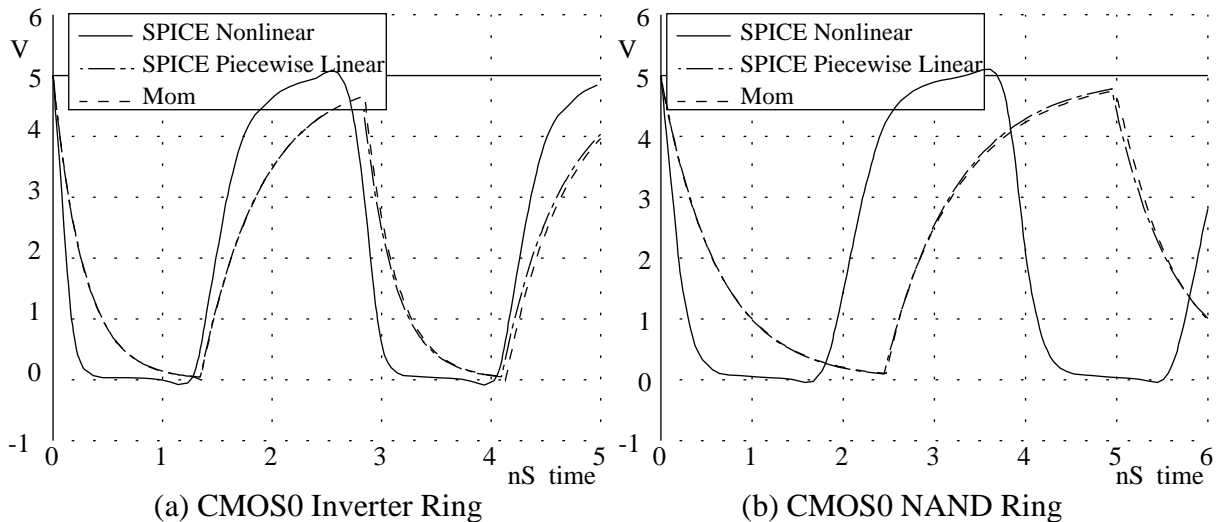 6
V
5
4
3
2
1
0
-1
SPICE Nonlinear
SPICE Piecewise Linear
Mom
0 1 2 3 4 5
nS time
(a) CMOS0 Inverter Ring
6
V
5
4
3
2
1
0
-1
SPICE Nonlinear
SPICE Piecewise Linear
Mom
0 1 2 3 4 5 6
nS time
(b) CMOS0 NAND Ring